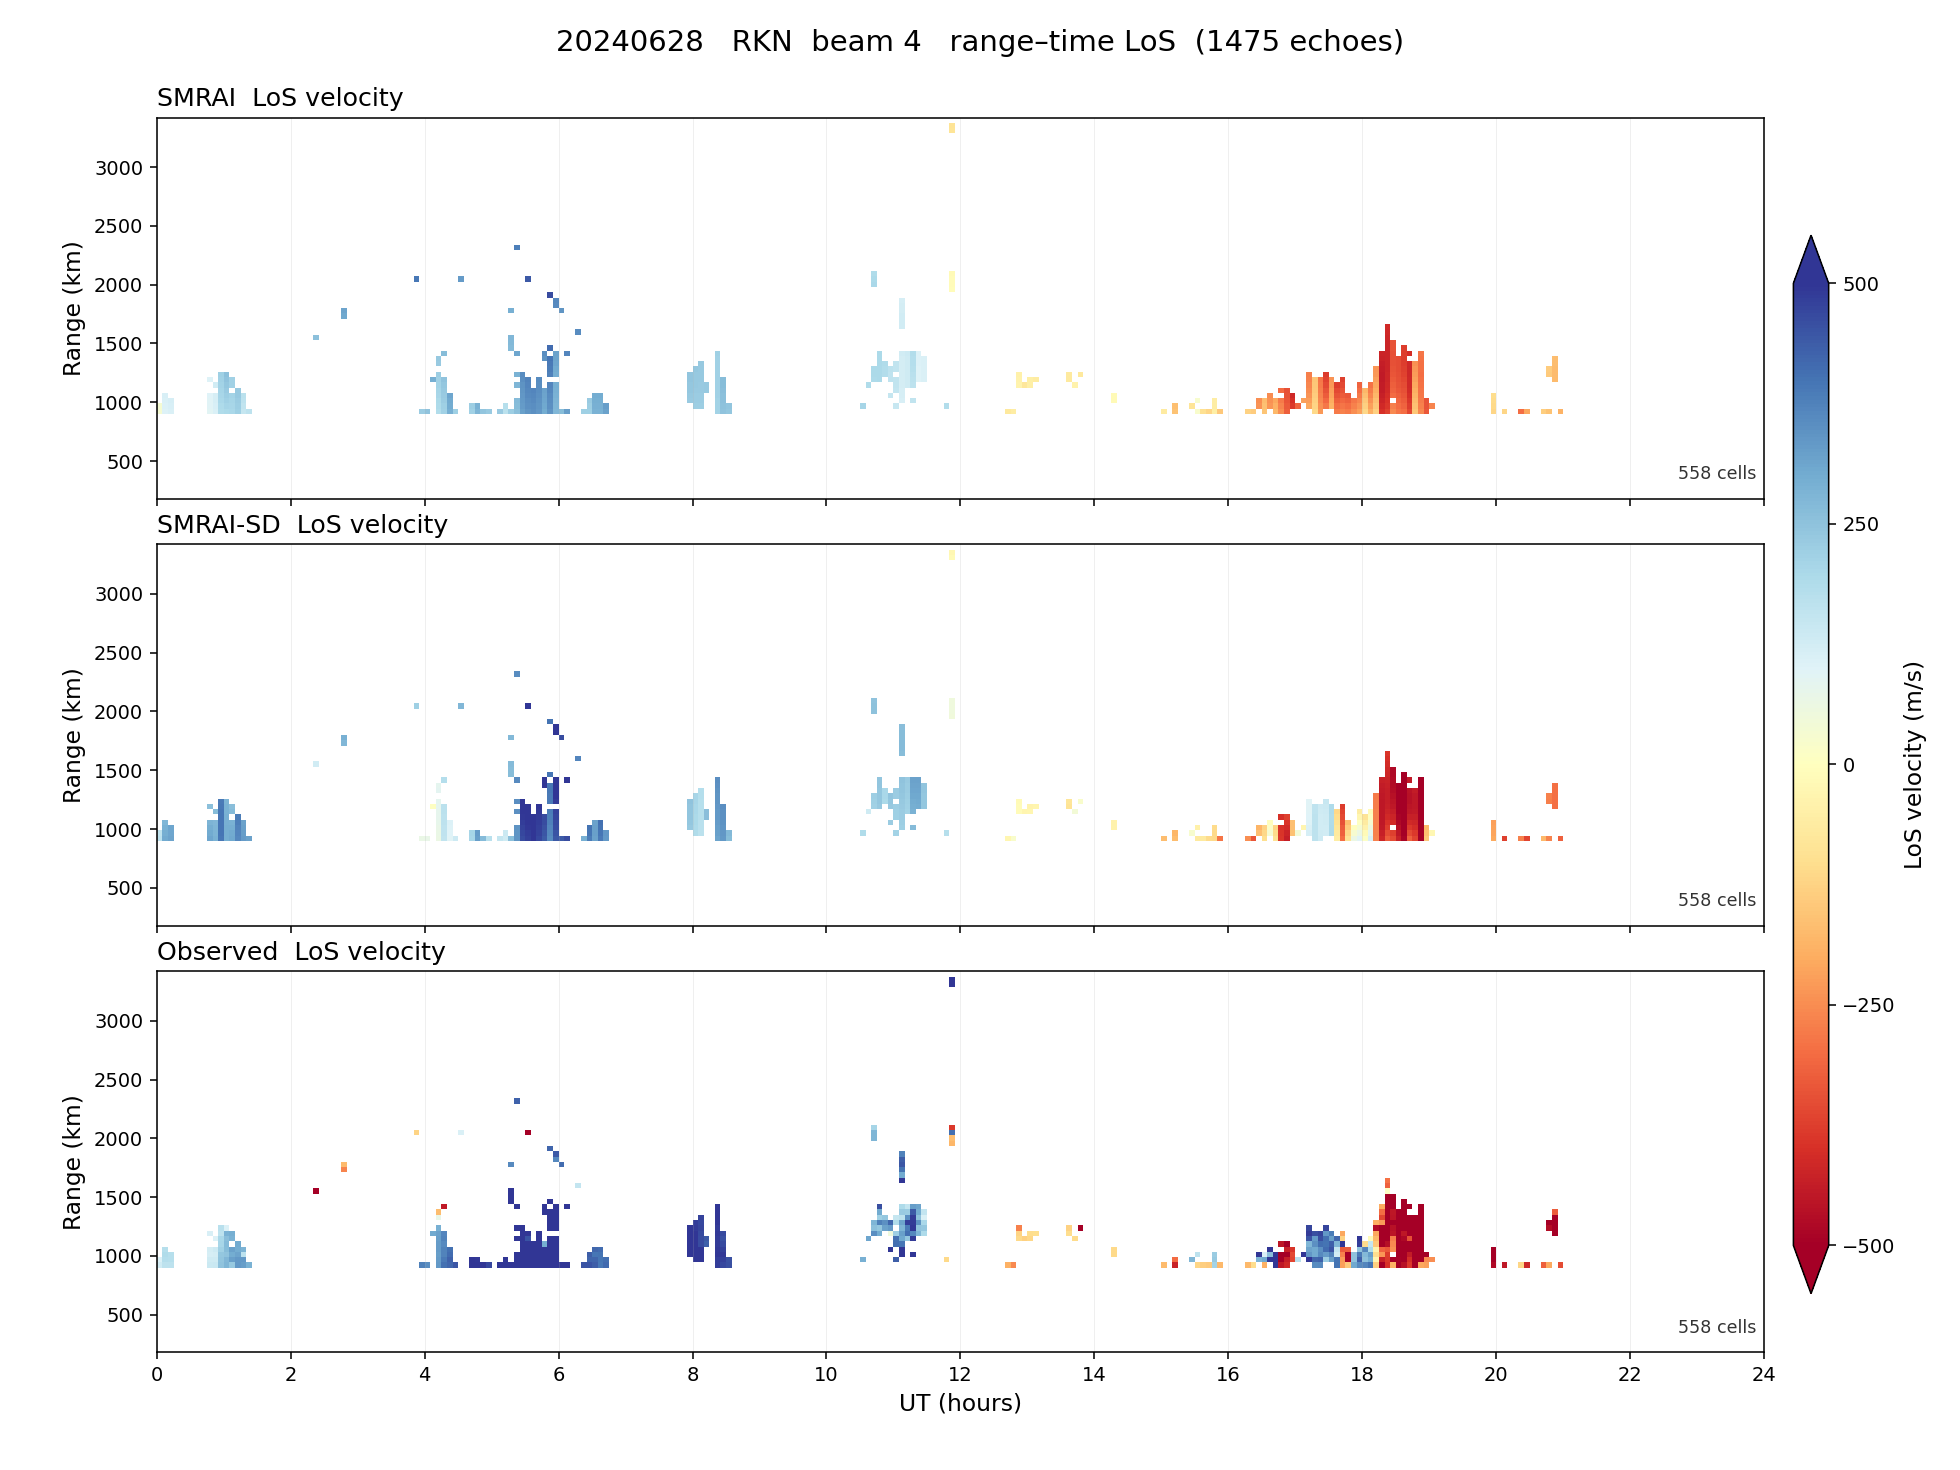 20240628   RKN  beam 4   range–time LoS  (1475 echoes)
SMRAI  LoS velocity
3000
2500
2000
1500
1000
500
Range (km)
558 cells
SMRAI-SD  LoS velocity
3000
2500
2000
1500
1000
500
Range (km)
558 cells
Observed  LoS velocity
3000
2500
2000
1500
1000
500
Range (km)
558 cells
0 2 4 6 8 10 12 14 16 18 20 22 24
UT (hours)
500
250
0
−250
−500
LoS velocity (m/s)